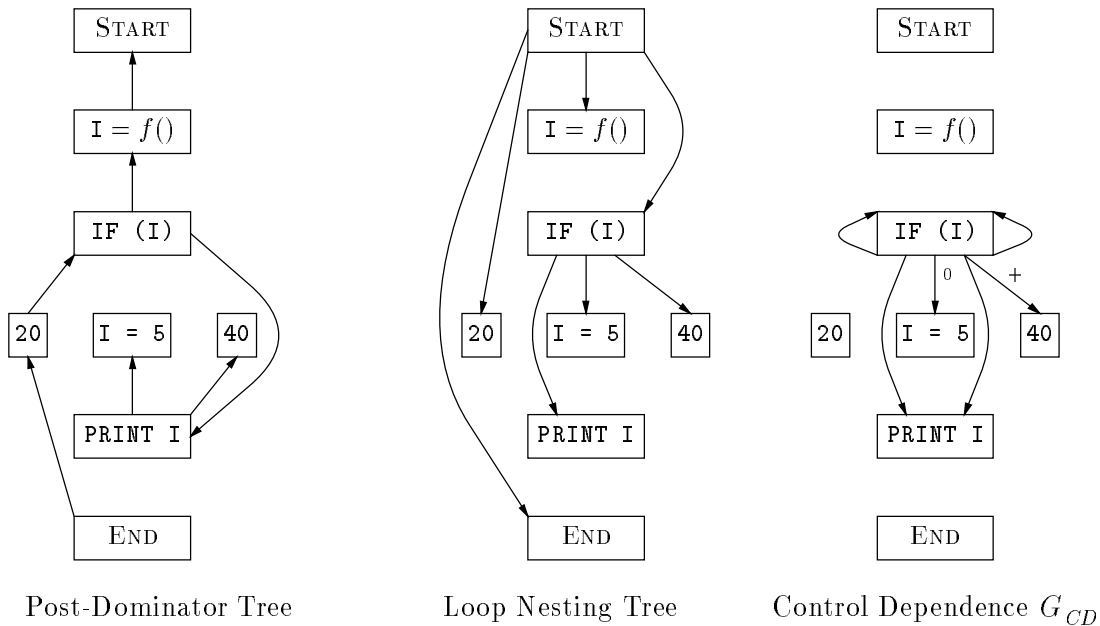 START START START
I = f() I = f() I = f()
IF (I) IF (I) IF (I)
0 +
20 I = 5 40 20 I = 5 40 20 I = 5 40
PRINT I PRINT I PRINT I
END END END
Post-Dominator Tree Loop Nesting Tree Control Dependence G_CD